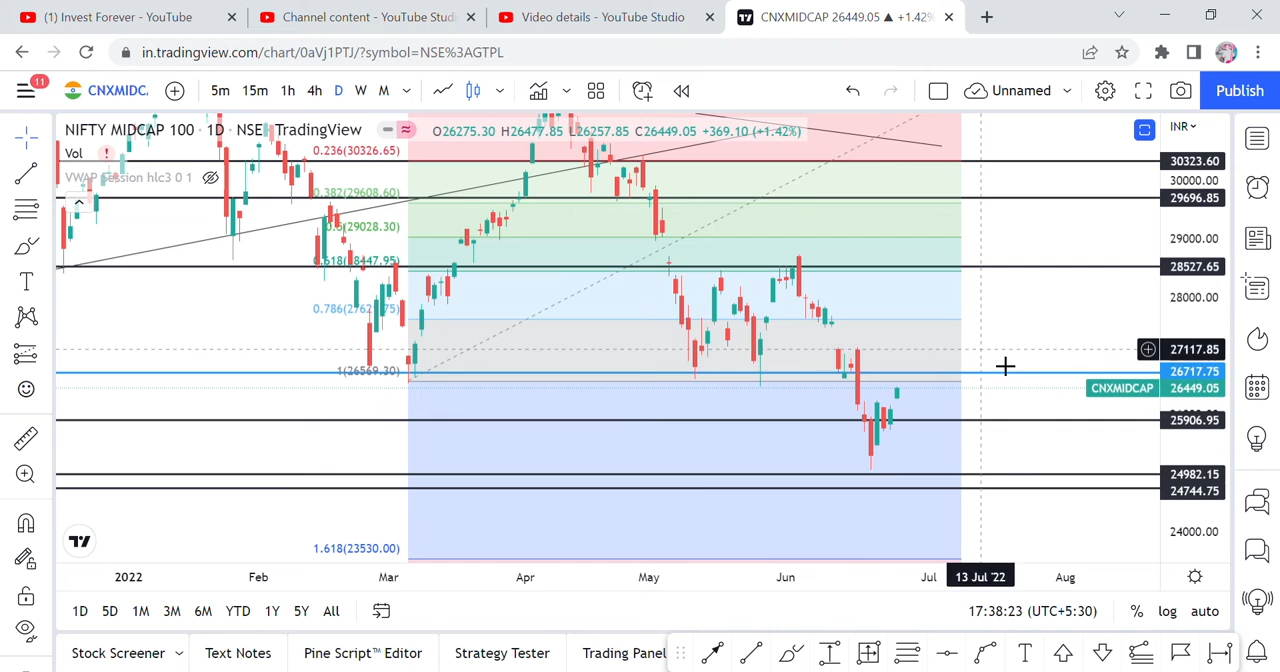 (1) Invest Forever - YouTube
Channel content - YouTube Studi
Video details - YouTube Studio
CNXMIDCAP 26449.05 ▲ +1.42%
in.tradingview.com/chart/0aVj1PTJ/?symbol=NSE%3AGTPL
11
CNXMIDC.
5m 15m 1h 4h D W M
Unnamed
Publish
NIFTY MIDCAP 100 · 1D · NSE TradingView
O26275.30 H26477.85 L26257.85 C26449.05 +369.10 (+1.42%)
INR
Vol
VWAP Session hlc3 0 1
0.236(30326.65)
0.382(29608.60)
0.5(29028.30)
0.618(28447.95)
1(26569.30)
1.618(23530.00)
30323.60
30000.00
29696.85
29000.00
28527.65
28000.00
27117.85
26717.75
CNXMIDCAP 26449.05
25906.95
24982.15
24744.75
24000.00
2022 Feb Mar Apr May Jun Jul 13 Jul '22 Aug
1D 5D 1M 3M 6M YTD 1Y 5Y All
17:38:23 (UTC+5:30) % log auto
Stock Screener Text Notes Pine Script™ Editor Strategy Tester Trading Panel